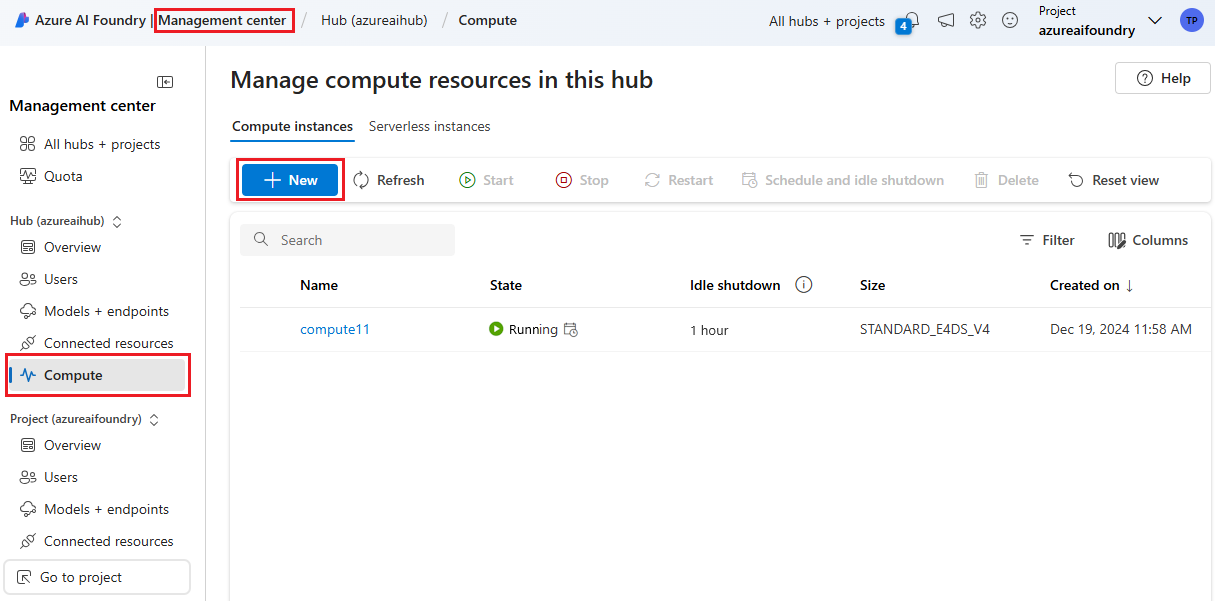 Azure AI Foundry | Management center / Hub (azureaihub) / Compute
All hubs + projects
4
Project
azureaifoundry
TP
Management center
All hubs + projects
Quota
Hub (azureaihub)
Overview
Users
Models + endpoints
Connected resources
Compute
Project (azureaifoundry)
Overview
Users
Models + endpoints
Connected resources
Go to project
Manage compute resources in this hub
Help
Compute instances Serverless instances
New Refresh Start Stop Restart Schedule and idle shutdown Delete Reset view
Search Filter Columns
Name State Idle shutdown Size Created on ↓
compute11 Running 1 hour STANDARD_E4DS_V4 Dec 19, 2024 11:58 AM